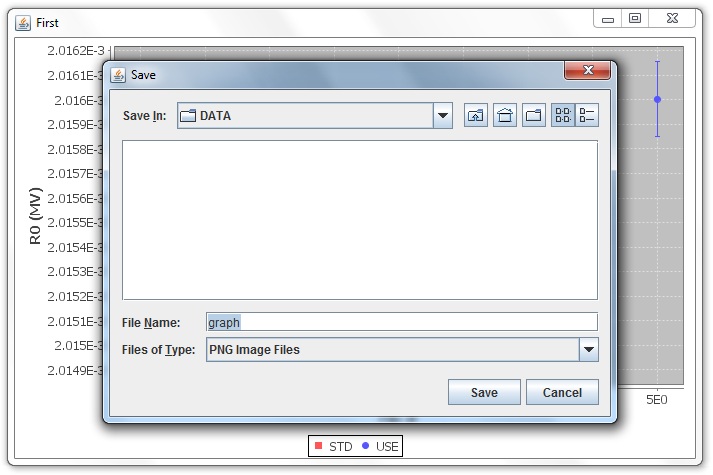 First
2.0162E-3
2.0161E-3
2.016E-3
2.0159E-3
2.0158E-3
2.0157E-3
2.0156E-3
2.0155E-3
2.0154E-3
2.0153E-3
2.0152E-3
2.0151E-3
2.015E-3
2.0149E-3
R0 (MV)
Save
Save In: DATA
File Name: graph
Files of Type: PNG Image Files
Save Cancel
5E0
STD USE